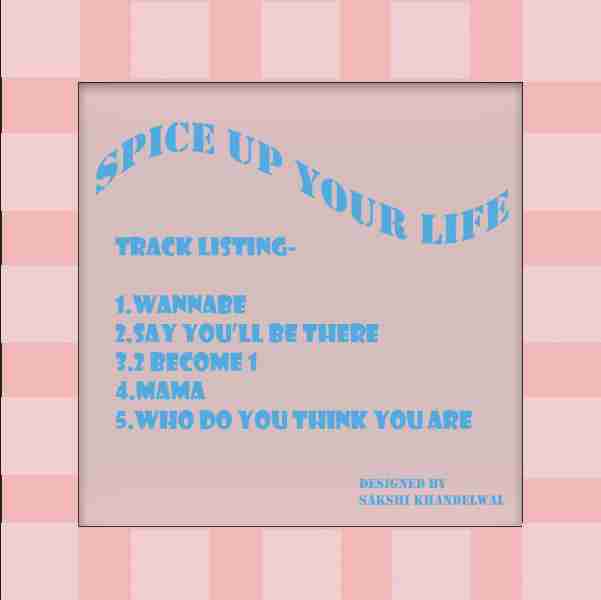 SPICE UP YOUR LIFE
TRACK LISTING-
1.WANNABE
2.SAY YOU'LL BE THERE
3.2 BECOME 1
4.MAMA
5.WHO DO YOU THINK YOU ARE
DESIGNED BY
SAKSHI KHANDELWAL